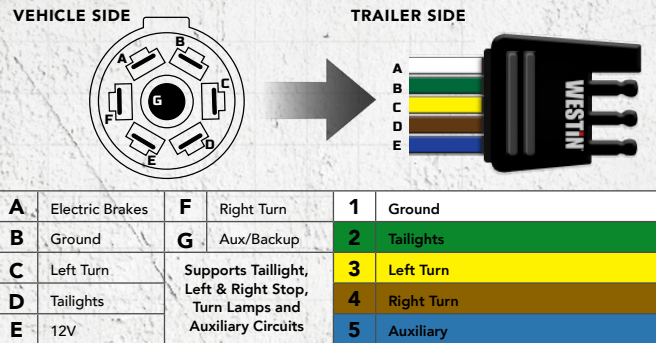 VEHICLE SIDE
TRAILER SIDE
A
B
C
D
E
F
G
A
B
C
D
E
WESTiN
A Electric Brakes F Right Turn 1 Ground
B Ground G Aux/Backup 2 Tailights
C Left Turn 3 Left Turn
D Tailights 4 Right Turn
E 12V 5 Auxiliary
Supports Taillight,
Left & Right Stop,
Turn Lamps and
Auxiliary Circuits